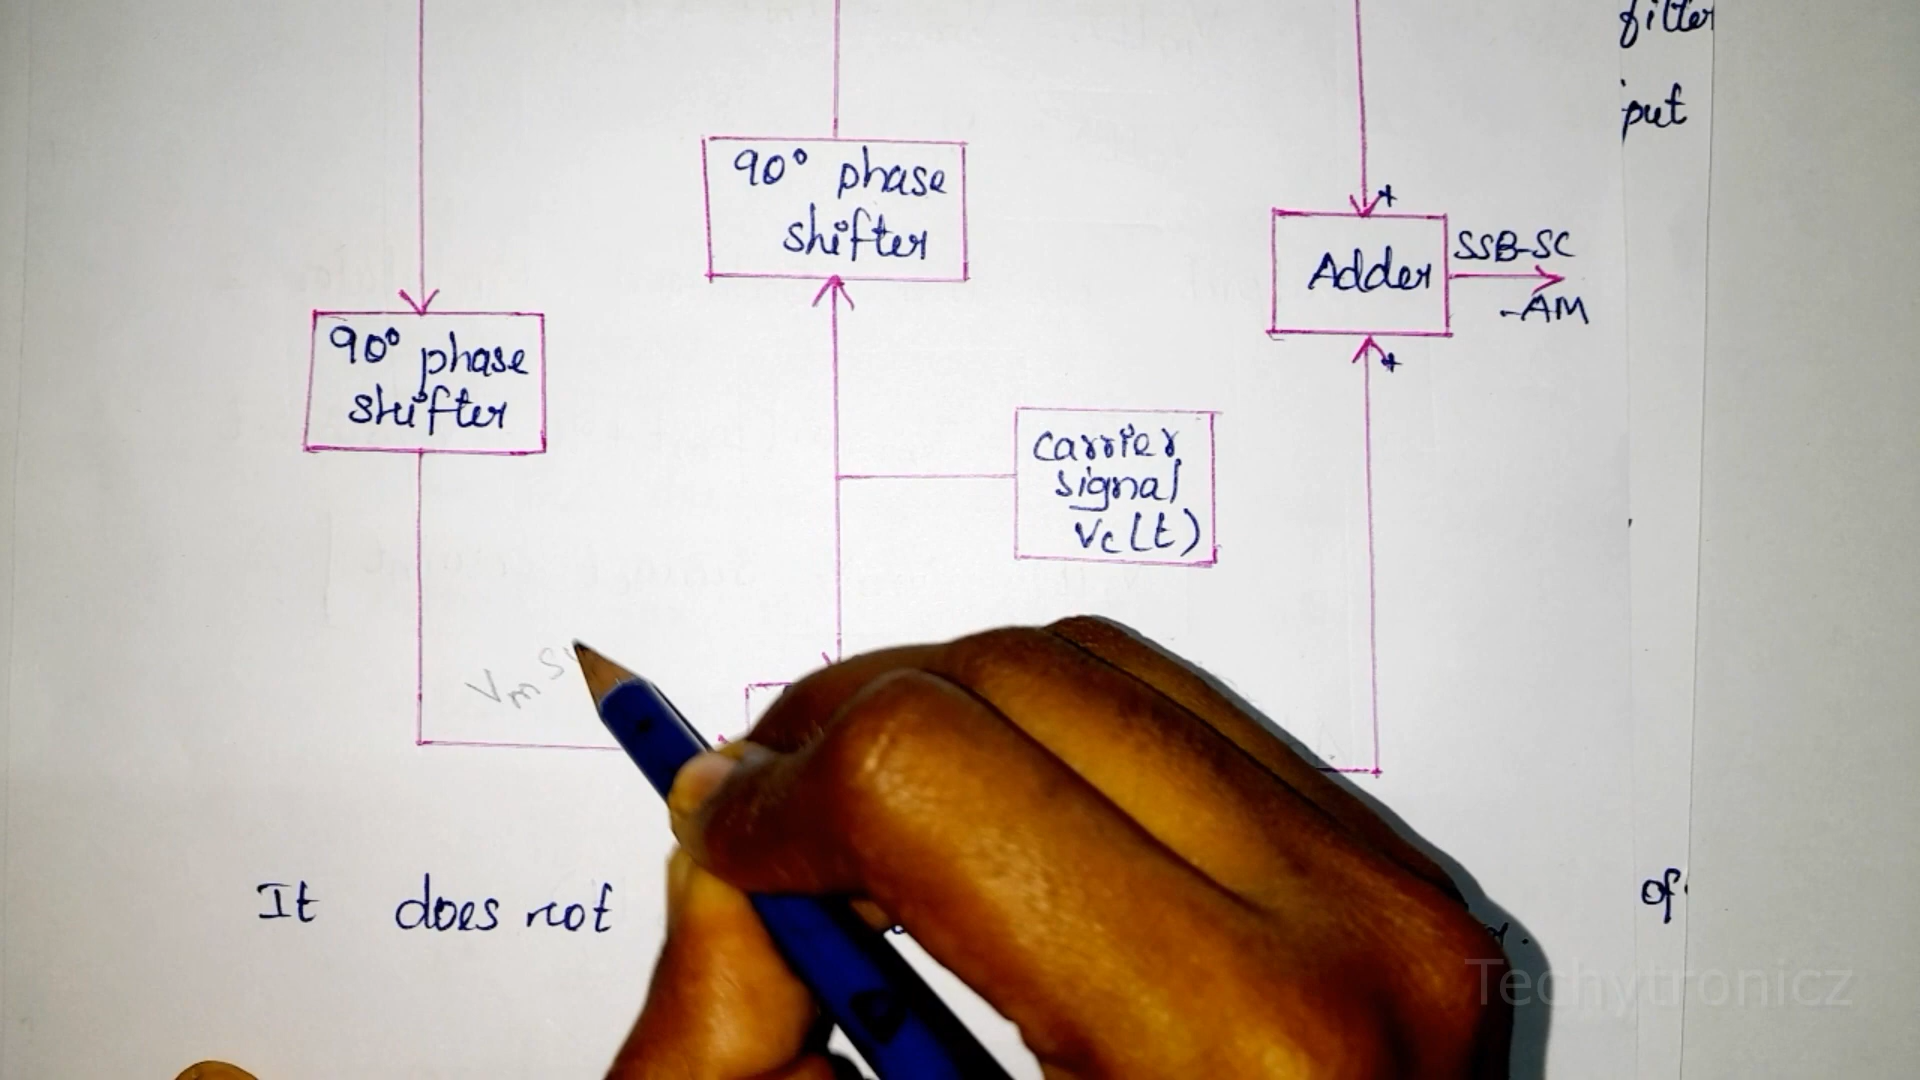 filter
put
90° phase
shifter
+
Adder
SSB-SC
-AM
90° phase
shifter
+
carrier
signal
Vc(t)
Vm
It does not
of
Techytronicz